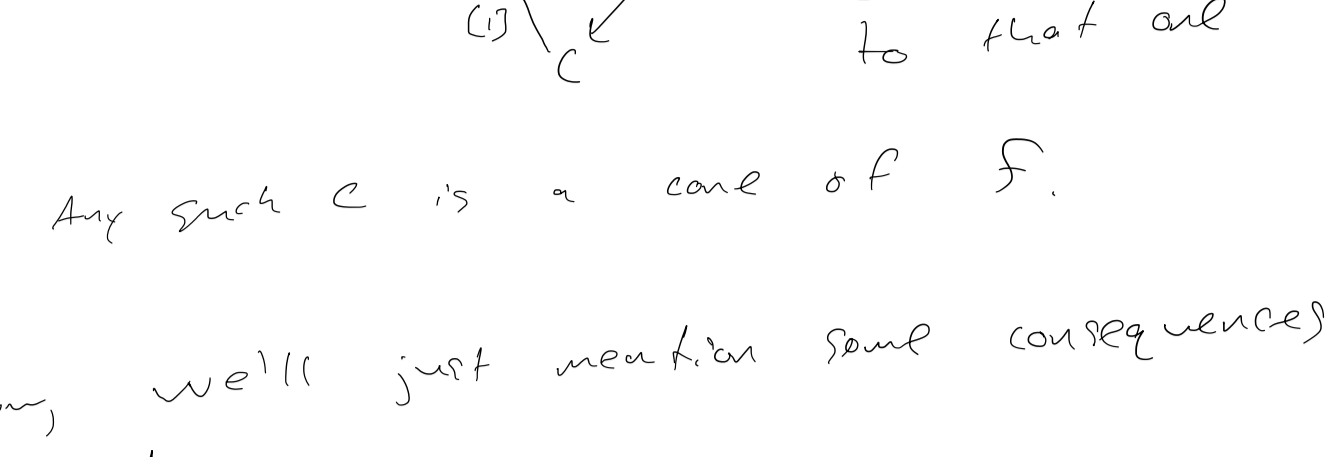 [1] to that one
C
Any such C is a cone of f.
we'll just mention some consequences